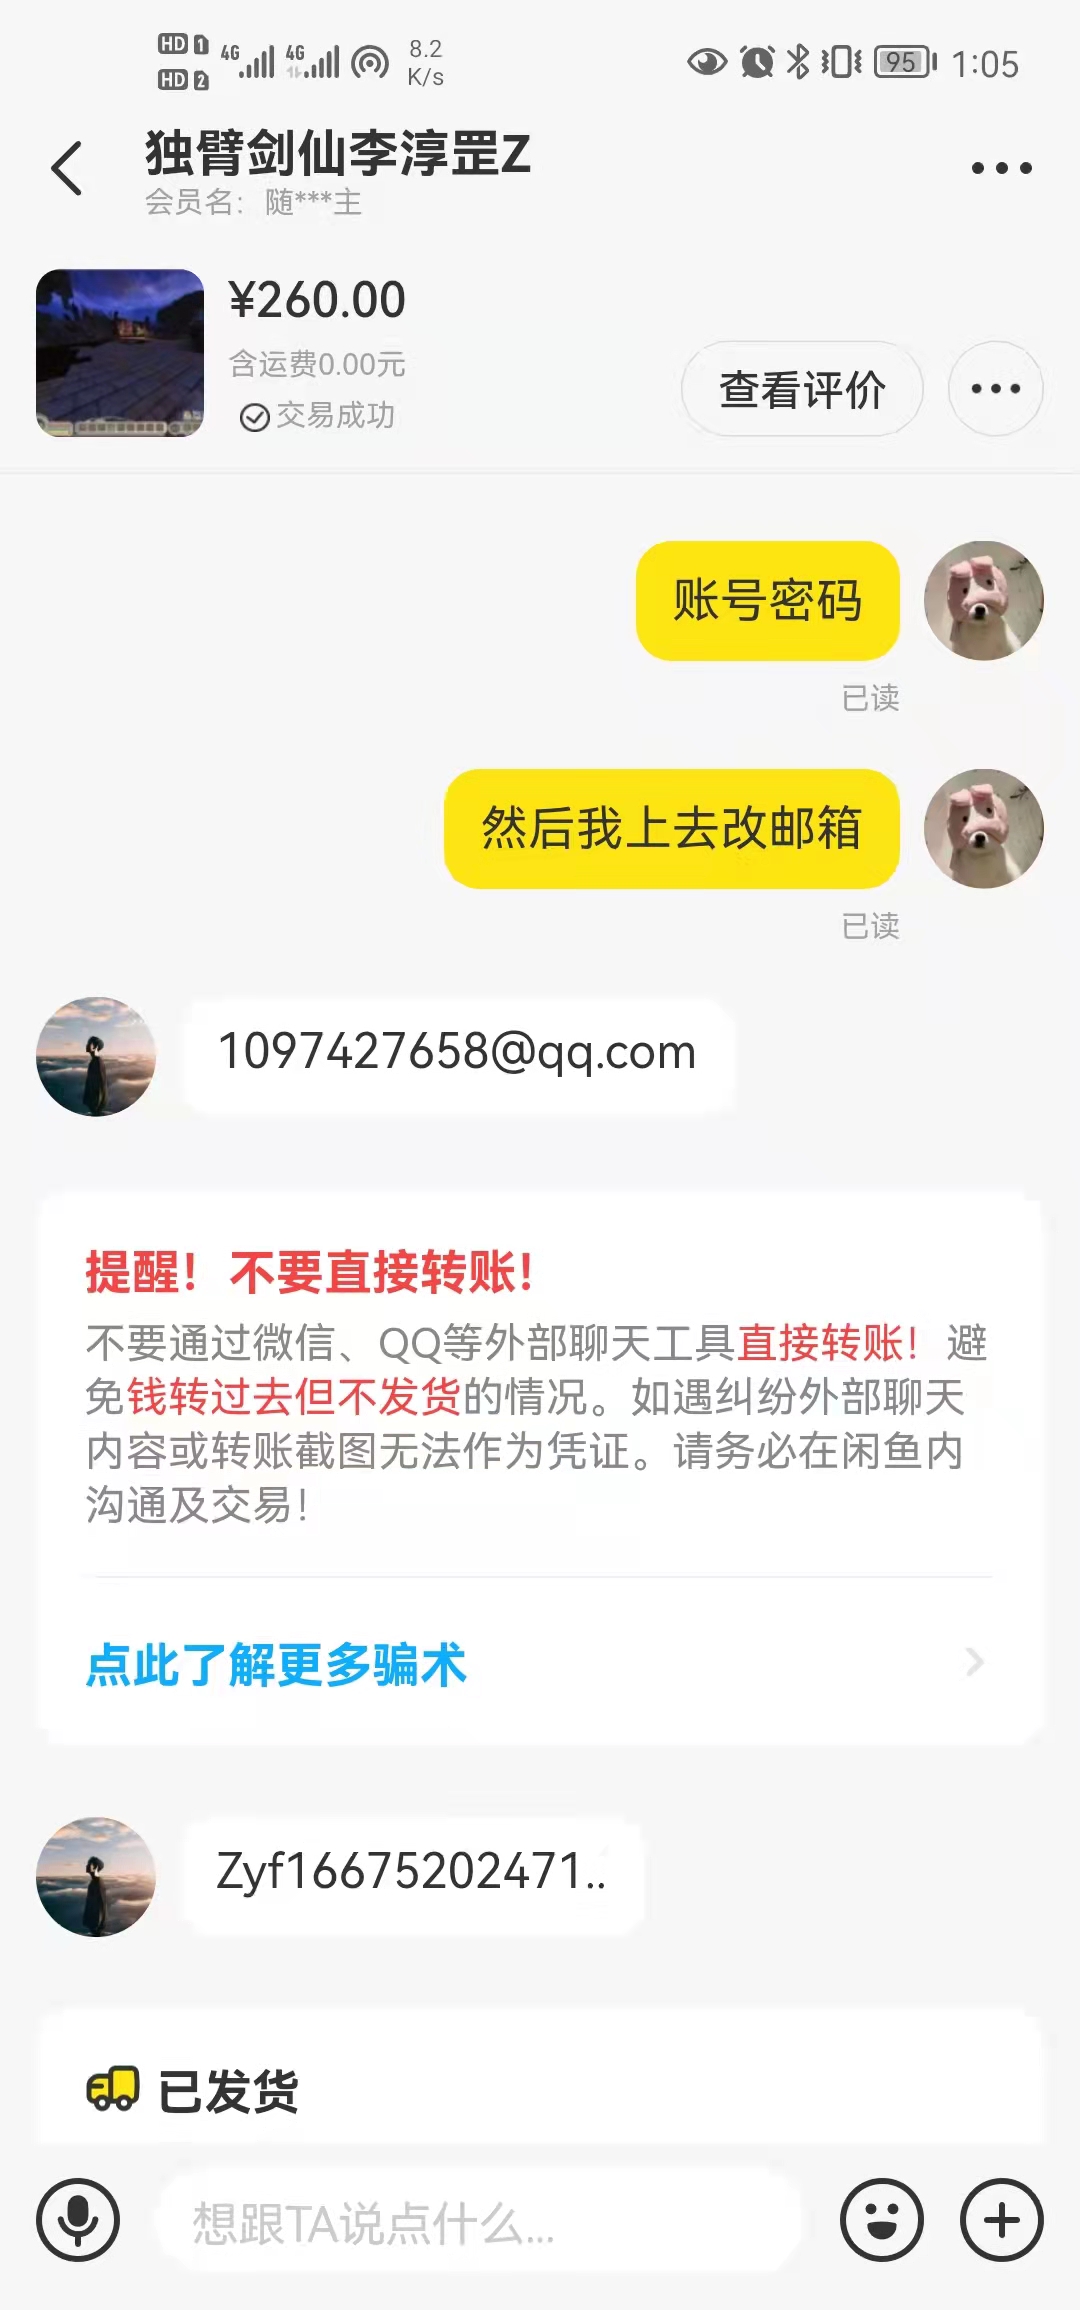 HD 1 4G 4G 8.2 95 1:05
HD 2 K/s
独臂剑仙李淳罡Z
会员名：随***主
¥260.00
含运费0.00元
查看评价
交易成功
账号密码
已读
然后我上去改邮箱
已读
1097427658@qq.com
提醒！不要直接转账！
不要通过微信、QQ等外部聊天工具直接转账！避
免钱转过去但不发货的情况。如遇纠纷外部聊天
内容或转账截图无法作为凭证。请务必在闲鱼内
沟通及交易！
点此了解更多骗术
Zyf16675202471..
已发货
想跟TA说点什么...